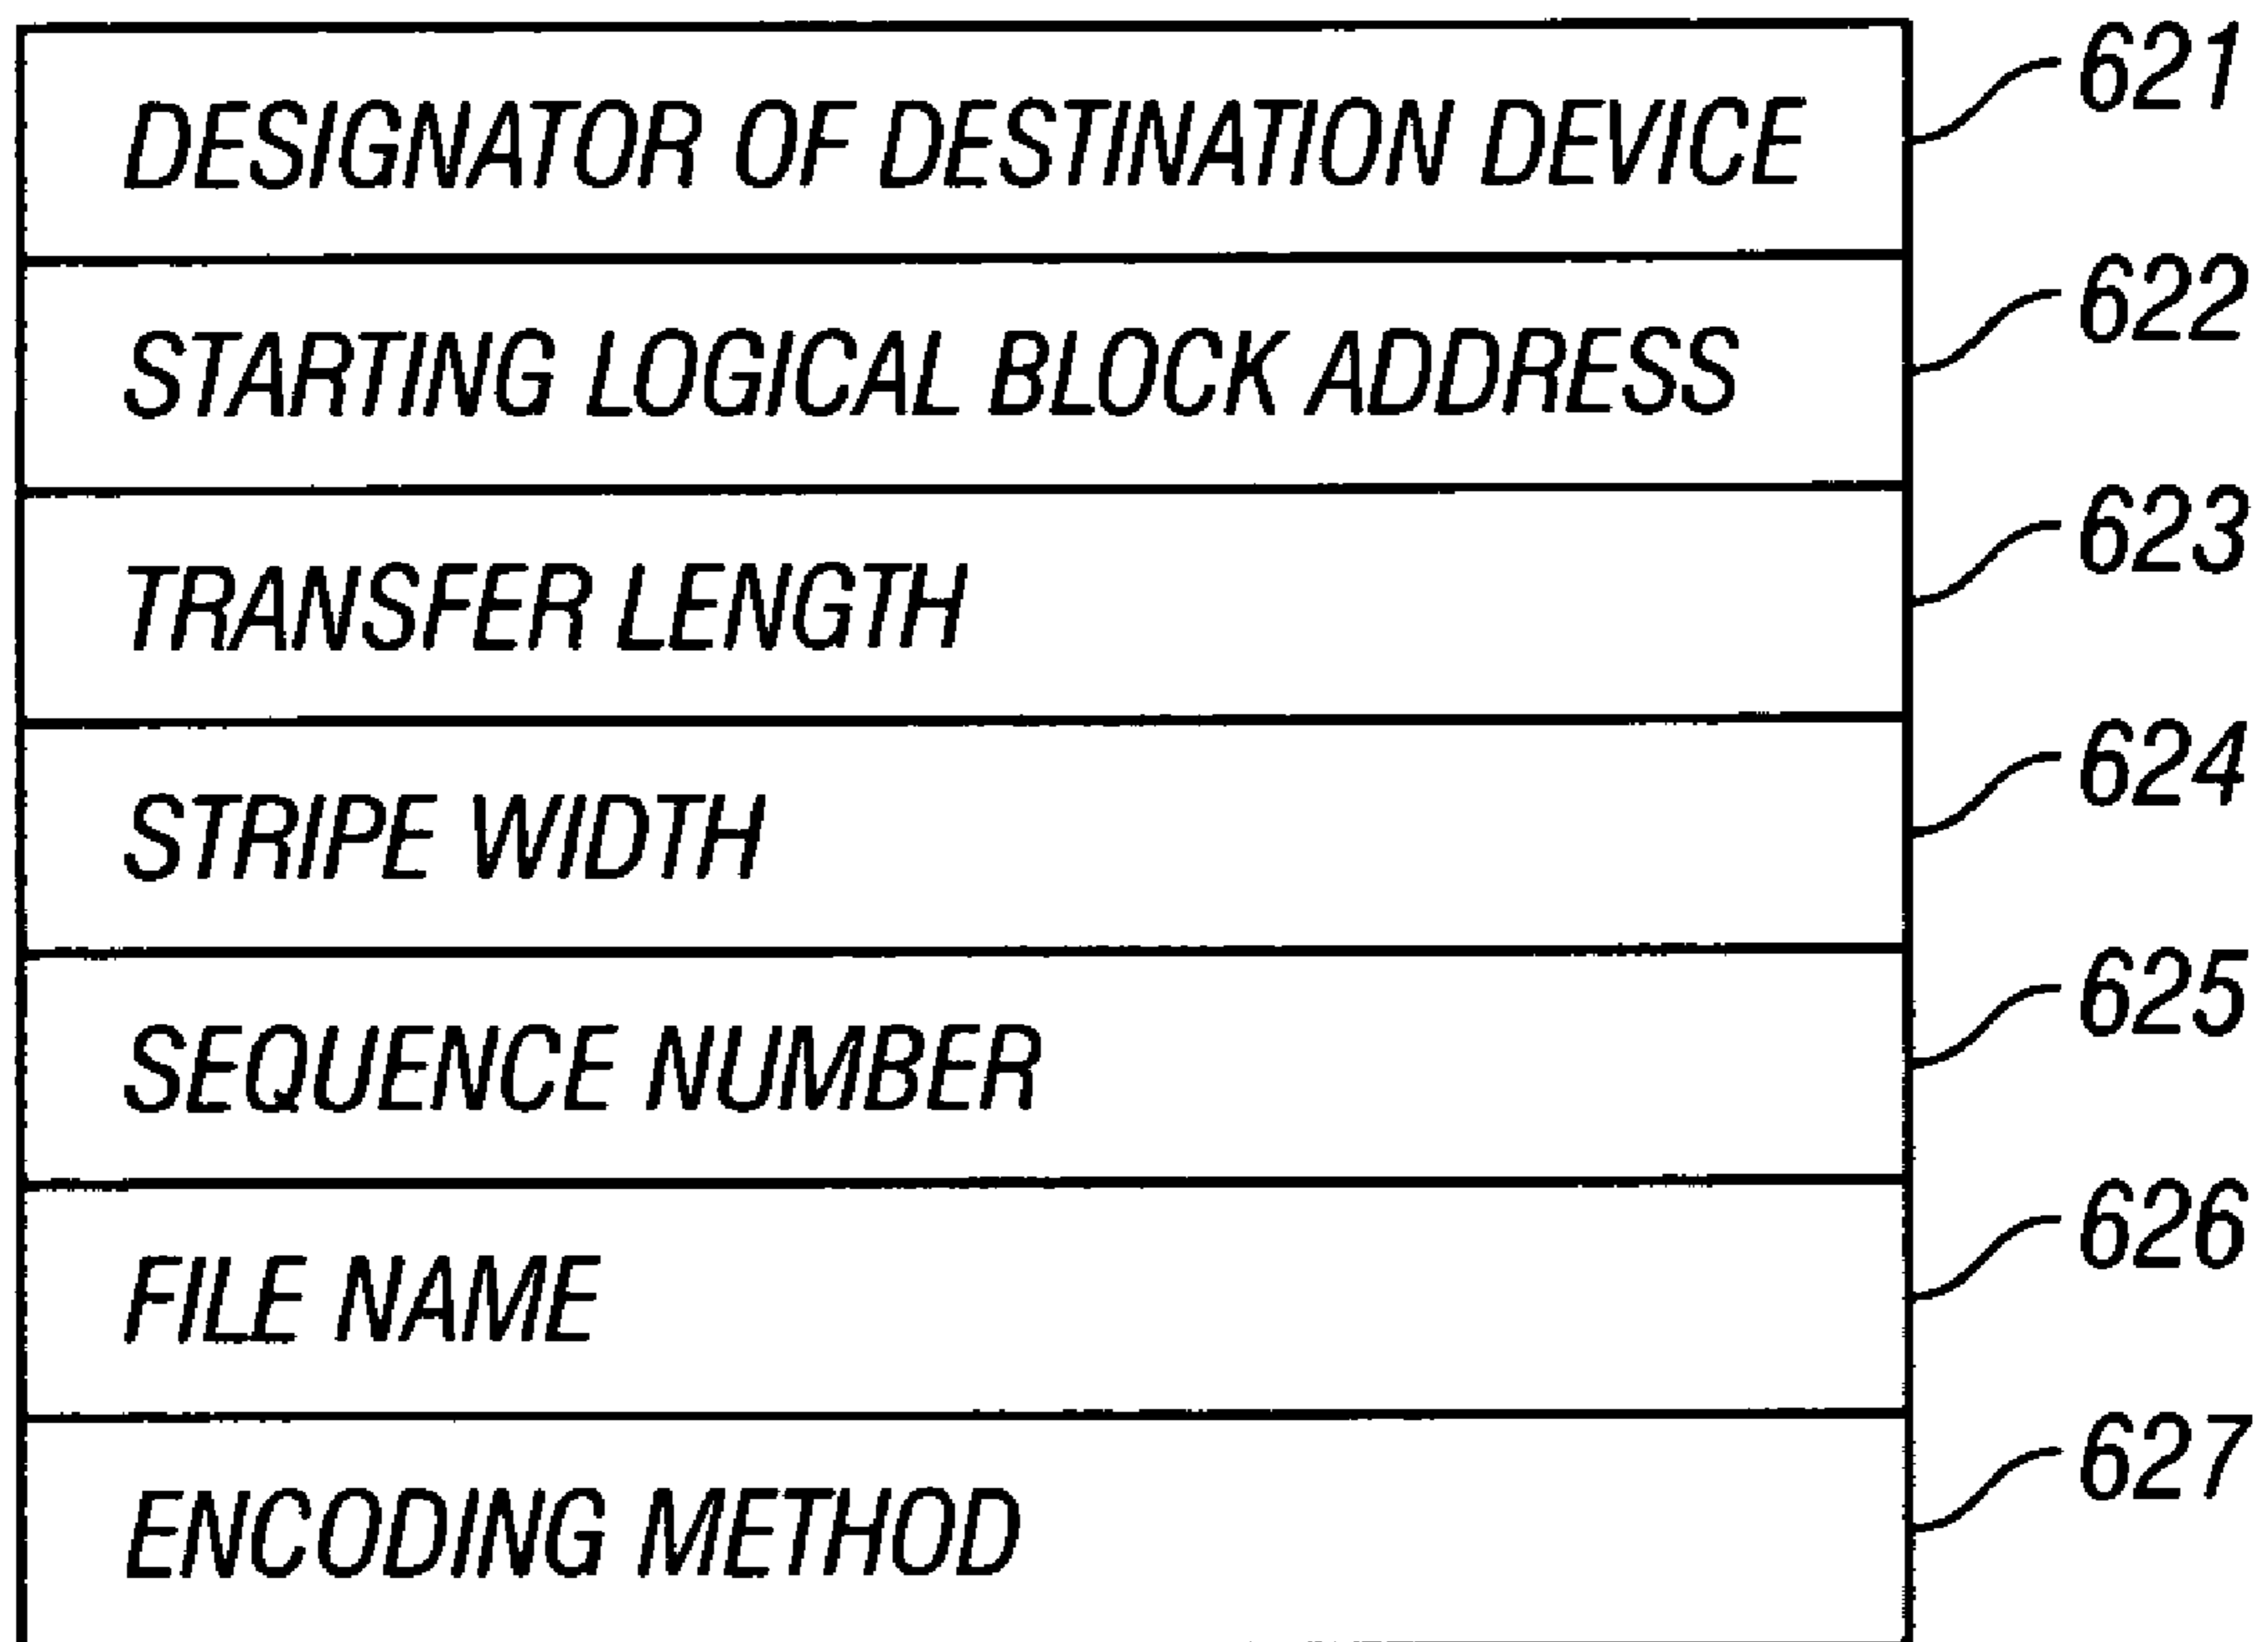 DESIGNATOR OF DESTINATION DEVICE 621
STARTING LOGICAL BLOCK ADDRESS 622
TRANSFER LENGTH 623
STRIPE WIDTH 624
SEQUENCE NUMBER 625
FILE NAME 626
ENCODING METHOD 627